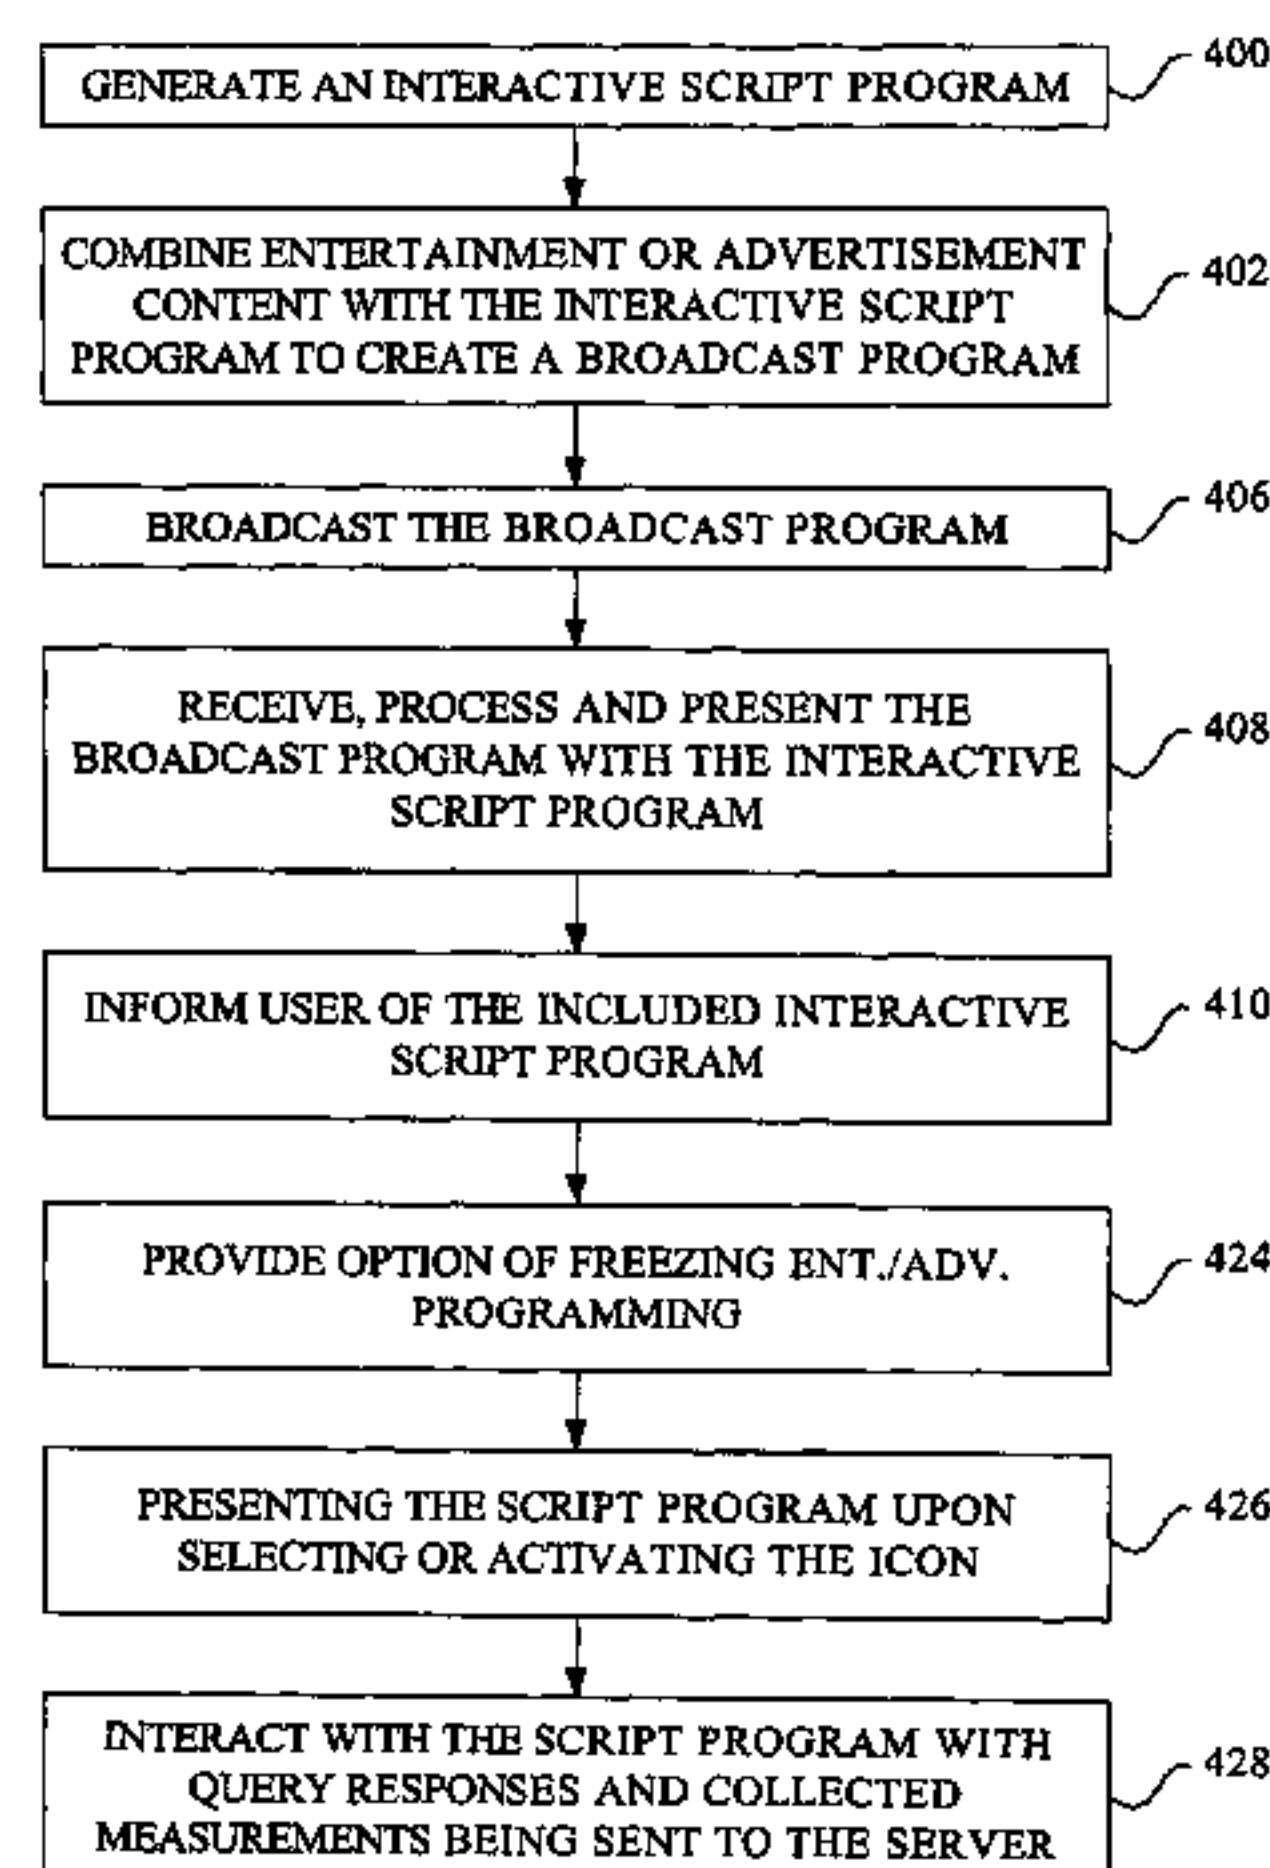 GENERATE AN INTERACTIVE SCRIPT PROGRAM
400
COMBINE ENTERTAINMENT OR ADVERTISEMENT
CONTENT WITH THE INTERACTIVE SCRIPT
PROGRAM TO CREATE A BROADCAST PROGRAM
402
BROADCAST THE BROADCAST PROGRAM
406
RECEIVE, PROCESS AND PRESENT THE
BROADCAST PROGRAM WITH THE INTERACTIVE
SCRIPT PROGRAM
408
INFORM USER OF THE INCLUDED INTERACTIVE
SCRIPT PROGRAM
410
PROVIDE OPTION OF FREEZING ENT./ADV.
PROGRAMMING
424
PRESENTING THE SCRIPT PROGRAM UPON
SELECTING OR ACTIVATING THE ICON
426
INTERACT WITH THE SCRIPT PROGRAM WITH
QUERY RESPONSES AND COLLECTED
MEASUREMENTS BEING SENT TO THE SERVER
428